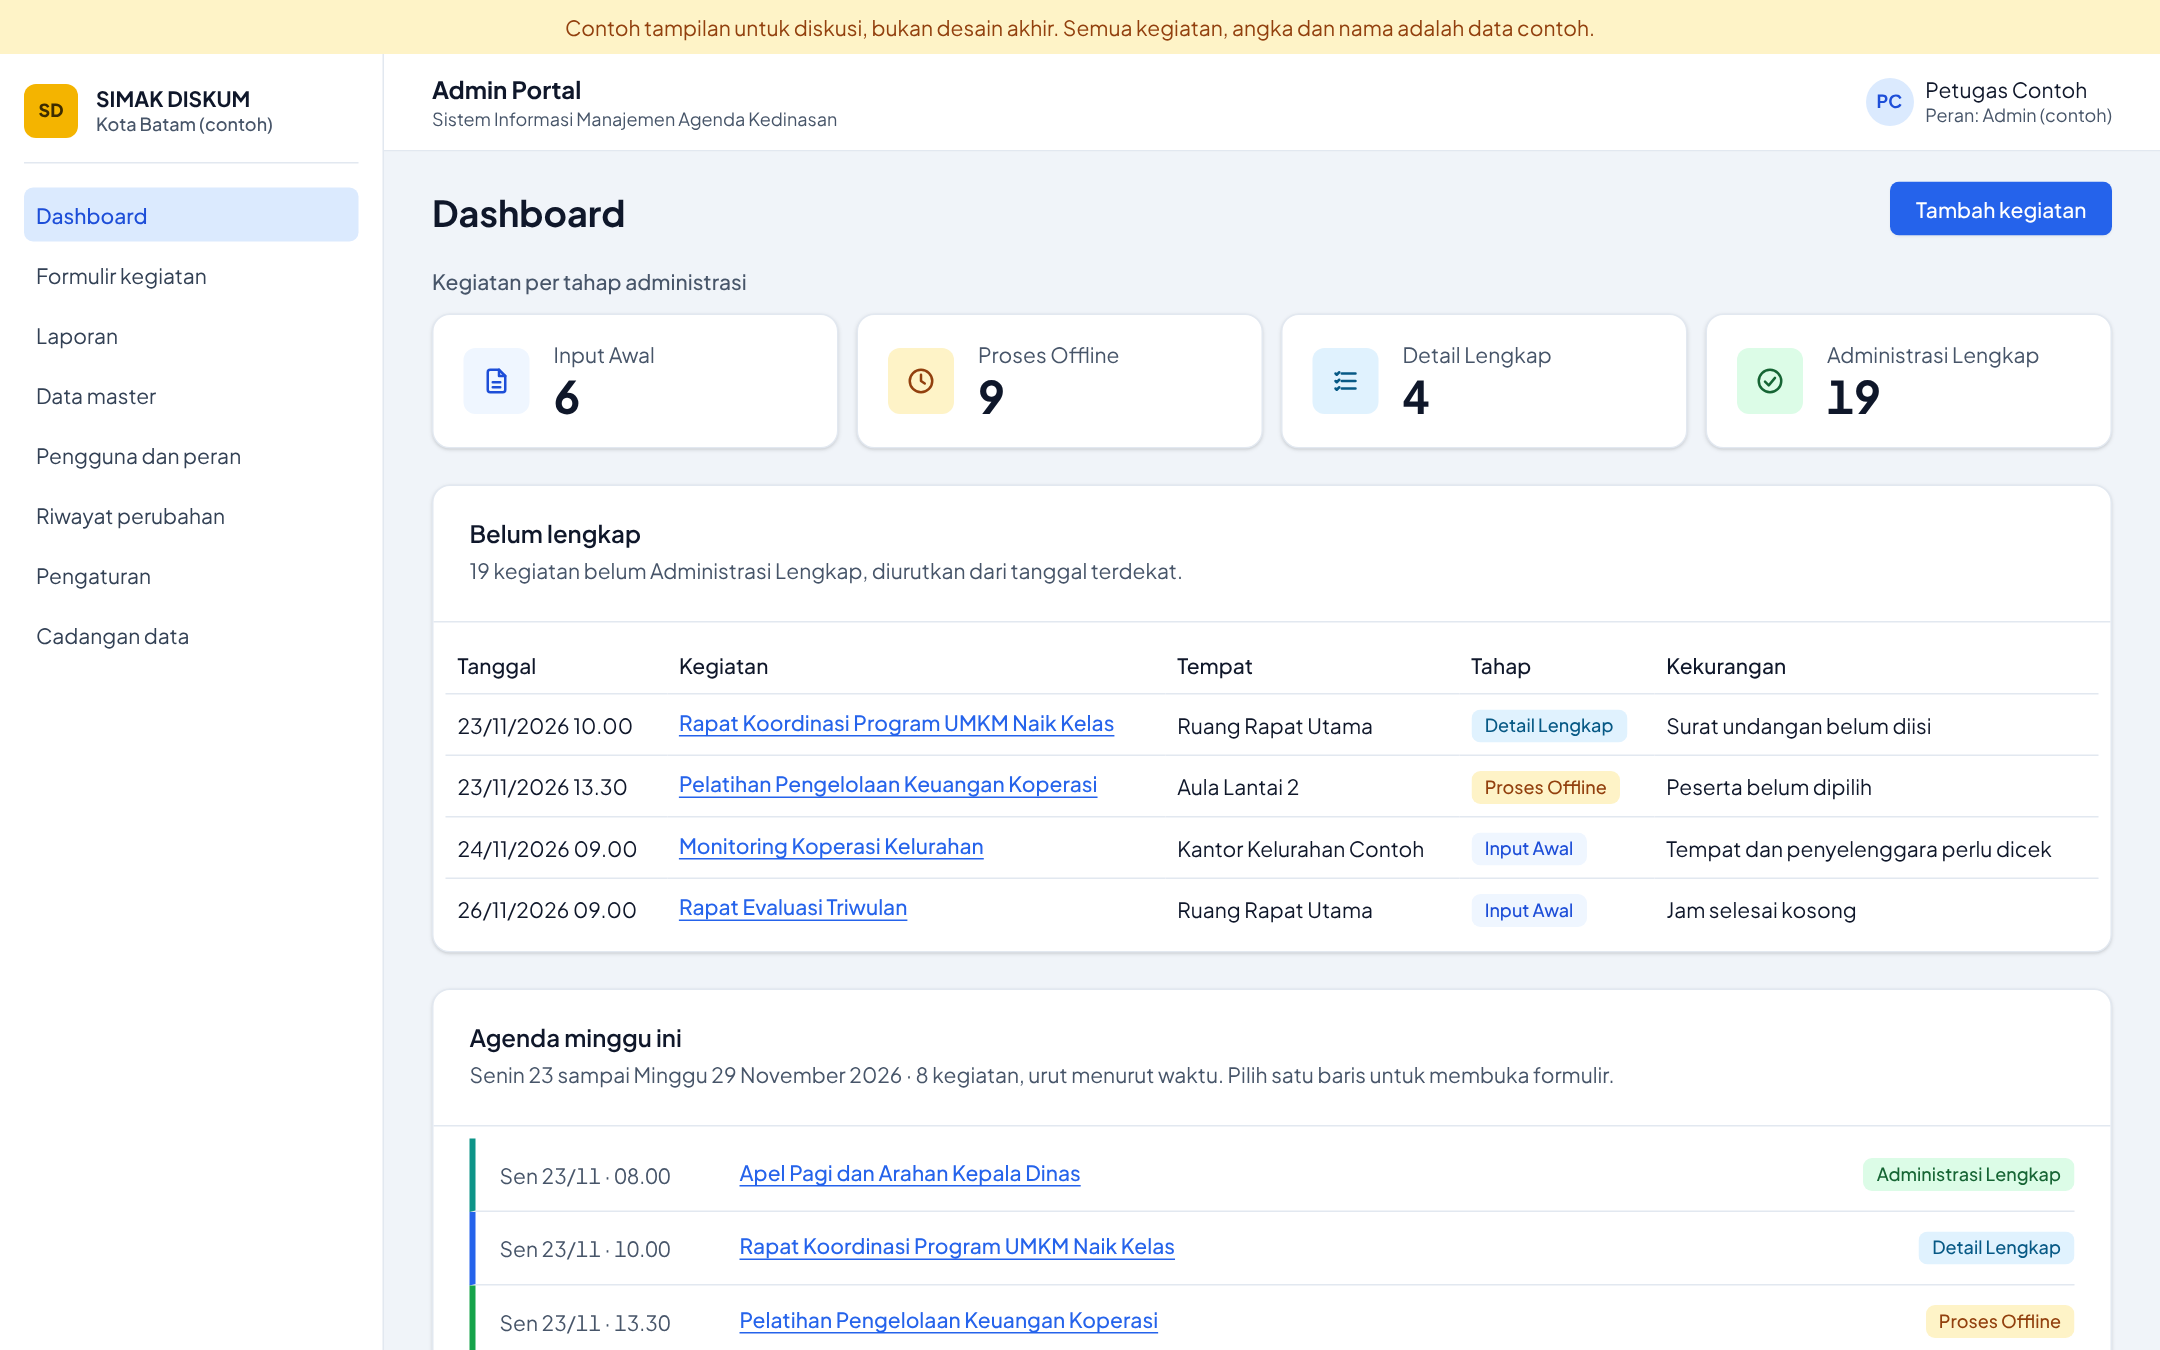 Contoh tampilan untuk diskusi, bukan desain akhir. Semua kegiatan, angka dan nama adalah data contoh.
SD
SIMAK DISKUM
Kota Batam (contoh)
Dashboard
Formulir kegiatan
Laporan
Data master
Pengguna dan peran
Riwayat perubahan
Pengaturan
Cadangan data
Admin Portal
Sistem Informasi Manajemen Agenda Kedinasan
PC
Petugas Contoh
Peran: Admin (contoh)
Dashboard
Tambah kegiatan
Kegiatan per tahap administrasi
Input Awal
6
Proses Offline
9
Detail Lengkap
4
Administrasi Lengkap
19
Belum lengkap
19 kegiatan belum Administrasi Lengkap, diurutkan dari tanggal terdekat.
Tanggal Kegiatan Tempat Tahap Kekurangan
23/11/2026 10.00 Rapat Koordinasi Program UMKM Naik Kelas Ruang Rapat Utama Detail Lengkap Surat undangan belum diisi
23/11/2026 13.30 Pelatihan Pengelolaan Keuangan Koperasi Aula Lantai 2 Proses Offline Peserta belum dipilih
24/11/2026 09.00 Monitoring Koperasi Kelurahan Kantor Kelurahan Contoh Input Awal Tempat dan penyelenggara perlu dicek
26/11/2026 09.00 Rapat Evaluasi Triwulan Ruang Rapat Utama Input Awal Jam selesai kosong
Agenda minggu ini
Senin 23 sampai Minggu 29 November 2026 · 8 kegiatan, urut menurut waktu. Pilih satu baris untuk membuka formulir.
Sen 23/11 · 08.00 Apel Pagi dan Arahan Kepala Dinas Administrasi Lengkap
Sen 23/11 · 10.00 Rapat Koordinasi Program UMKM Naik Kelas Detail Lengkap
Sen 23/11 · 13.30 Pelatihan Pengelolaan Keuangan Koperasi Proses Offline